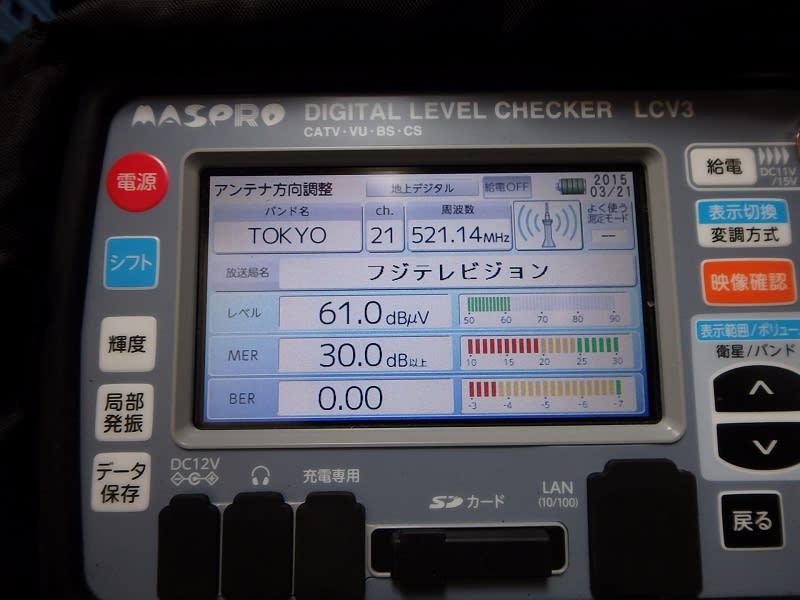 MASPRO DIGITAL LEVEL CHECKER LCV3
CATV・VU・BS・CS
電源
シフト
輝度
局部
発振
データ
保存
アンテナ方向調整 地上デジタル 給電OFF 2015
03/21
バンド名 ch. 周波数 よく使う
測定モード
TOKYO 21 521.14MHz --
放送局名 フジテレビジョン
レベル 61.0 dBμV 50 60 70 80 90
MER 30.0 dB以上 10 15 20 25 30
BER 0.00 -3 -4 -5 -6 -7
給電 DC11V
/15V
表示切換
変調方式
映像確認
表示範囲/ボリュー
衛星/バンド
戻る
DC12V 充電専用
SDカード
LAN
(10/100)